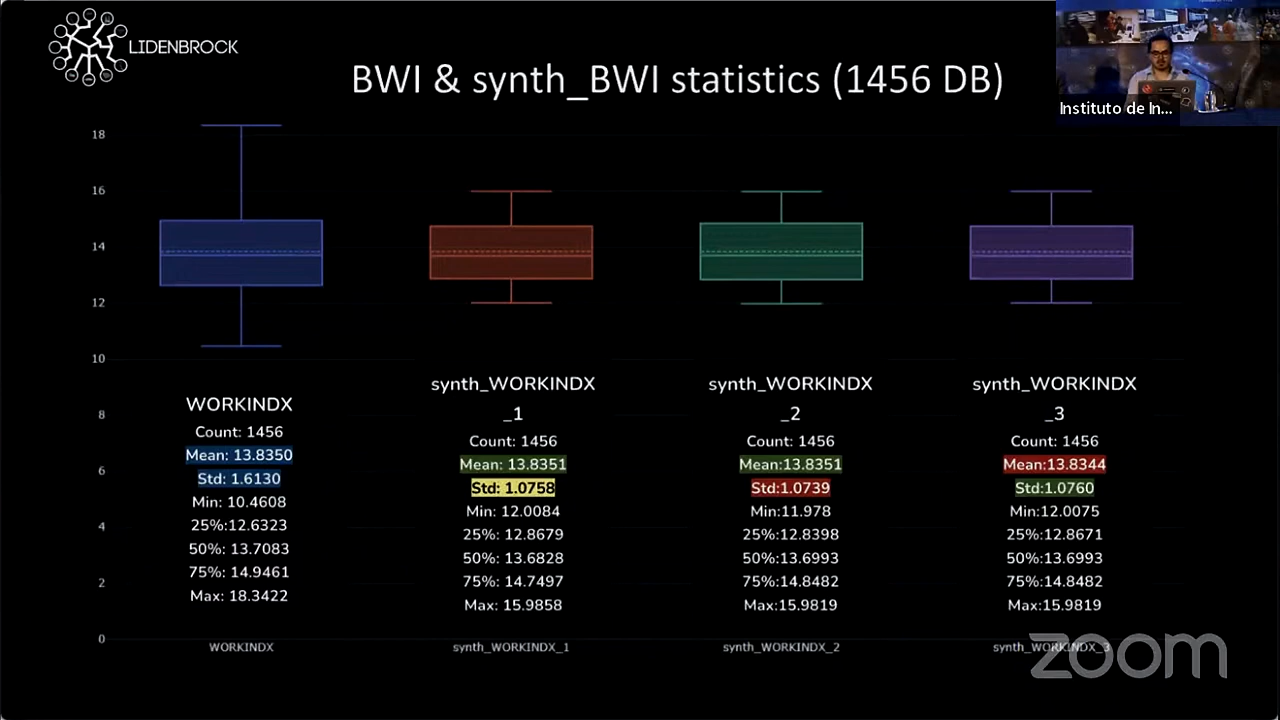 LIDENBROCK
BWI & synth_BWI statistics (1456 DB)
Instituto de In...
18
16
14
12
10
8
6
4
2
0
WORKINDX
Count: 1456
Mean: 13.8350
Std: 1.6130
Min: 10.4608
25%:12.6323
50%: 13.7083
75%: 14.9461
Max: 18.3422
synth_WORKINDX
_1
Count: 1456
Mean: 13.8351
Std: 1.0758
Min: 12.0084
25%: 12.8679
50%: 13.6828
75%: 14.7497
Max: 15.9858
synth_WORKINDX
_2
Count: 1456
Mean:13.8351
Std:1.0739
Min:11.978
25%:12.8398
50%:13.6993
75%:14.8482
Max:15.9819
synth_WORKINDX
_3
Count: 1456
Mean:13.8344
Std:1.0760
Min:12.0075
25%:12.8671
50%:13.6993
75%:14.8482
Max:15.9819
WORKINDX
synth_WORKINDX_1
synth_WORKINDX_2
synth_WORKINDX_3
zoom